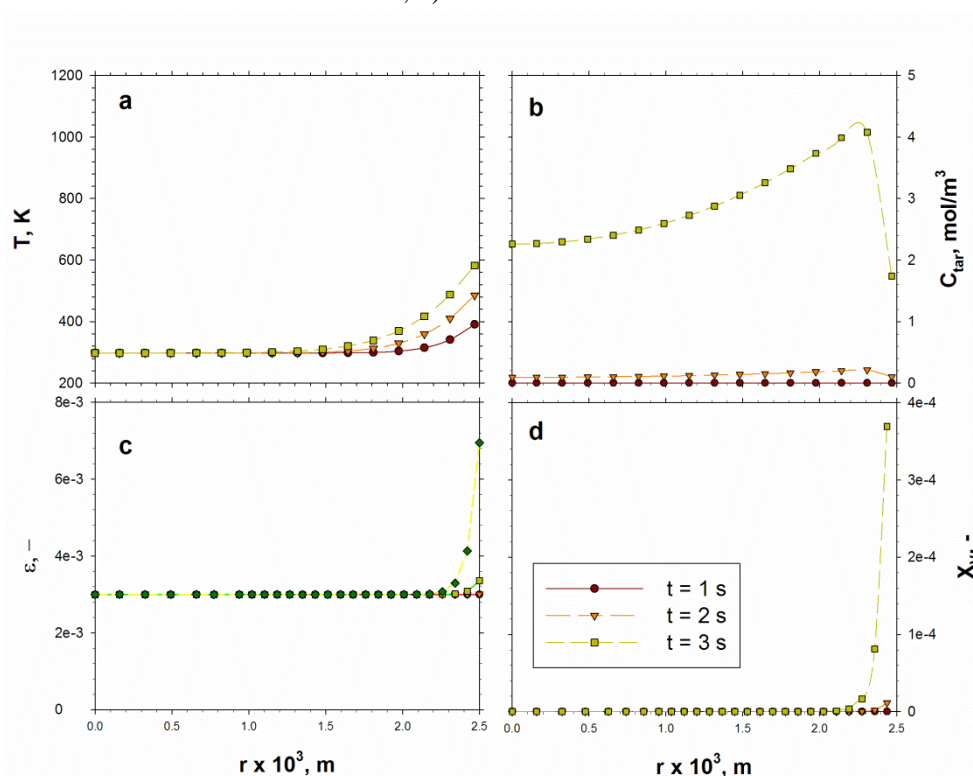 1200
1000
800
600
400
200
T, K
a
5
4
3
2
1
0
C_tar, mol/m³
b
8e-3
6e-3
4e-3
2e-3
0
ε, –
c
4e-4
3e-4
2e-4
1e-4
0
d
t = 1 s
t = 2 s
t = 3 s
0.0 0.5 1.0 1.5 2.0 2.5
r x 10³, m
0.0 0.5 1.0 1.5 2.0 2.5
r x 10³, m